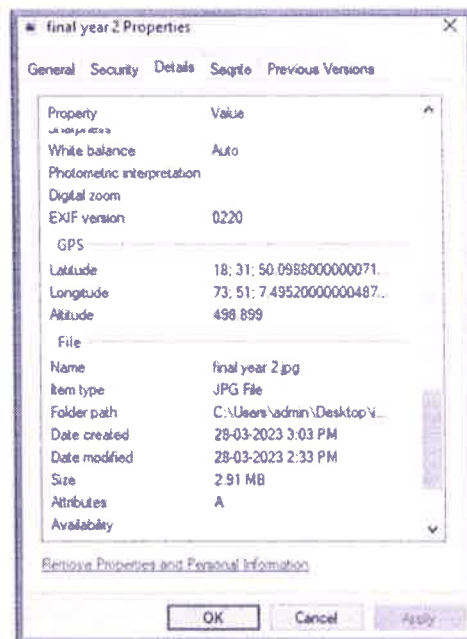 final year 2 Properties
General Security Details Seqrite Previous Versions
Property Value
White balance Auto
Photometric interpretation
Digital zoom
EXIF version 0220
GPS
Latitude 18; 31; 50.0988000000071...
Longitude 73; 51; 7.49520000000487...
Altitude 498.899
File
Name final year 2.jpg
Item type JPG File
Folder path C:\Users\admin\Desktop\i...
Date created 28-03-2023 3:03 PM
Date modified 28-03-2023 2:33 PM
Size 2.91 MB
Attributes A
Availability
Remove Properties and Personal Information
OK Cancel Apply